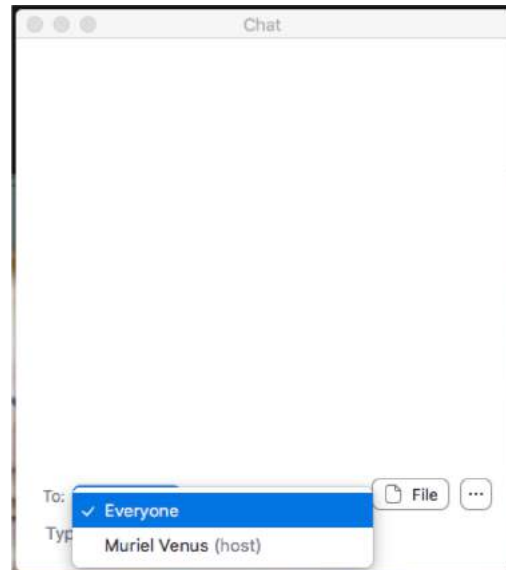 Chat
To:
File
...
✓ Everyone
Typ
Muriel Venus (host)